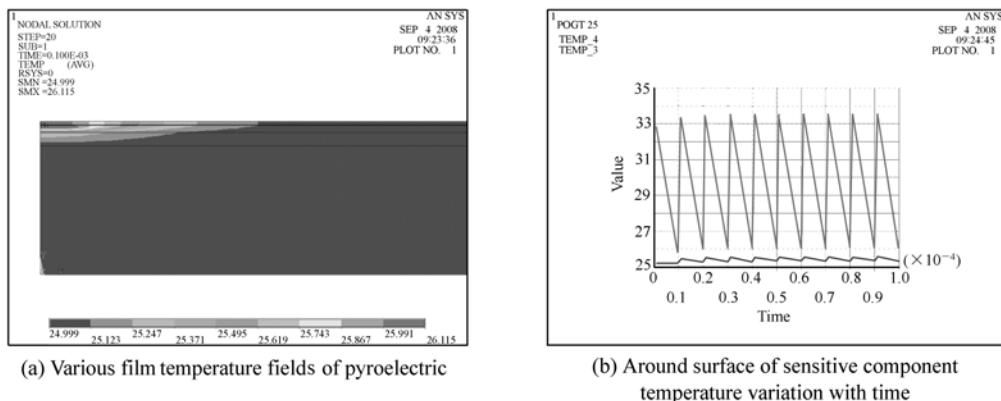 1
NODAL SOLUTION
STEP=20
SUB=1
TIME=0.100E-03
TEMP (AVG)
RSYS=0
SMN =24.999
SMX =26.115
ΛN SYS
SEP 4 2008
09:23:36
PLOT NO. 1
24.999 25.247 25.495 25.743 25.991
25.123 25.371 25.619 25.867 26.115
(a) Various film temperature fields of pyroelectric
1
POGT 25
TEMP_4
TEMP_3
AN SYS
SEP 4 2008
09:24:45
PLOT NO. 1
35
33
31
29
27
25
Value
0 0.2 0.4 0.6 0.8 1.0
(×10⁻⁴)
0.1 0.3 0.5 0.7 0.9
Time
(b) Around surface of sensitive component
temperature variation with time